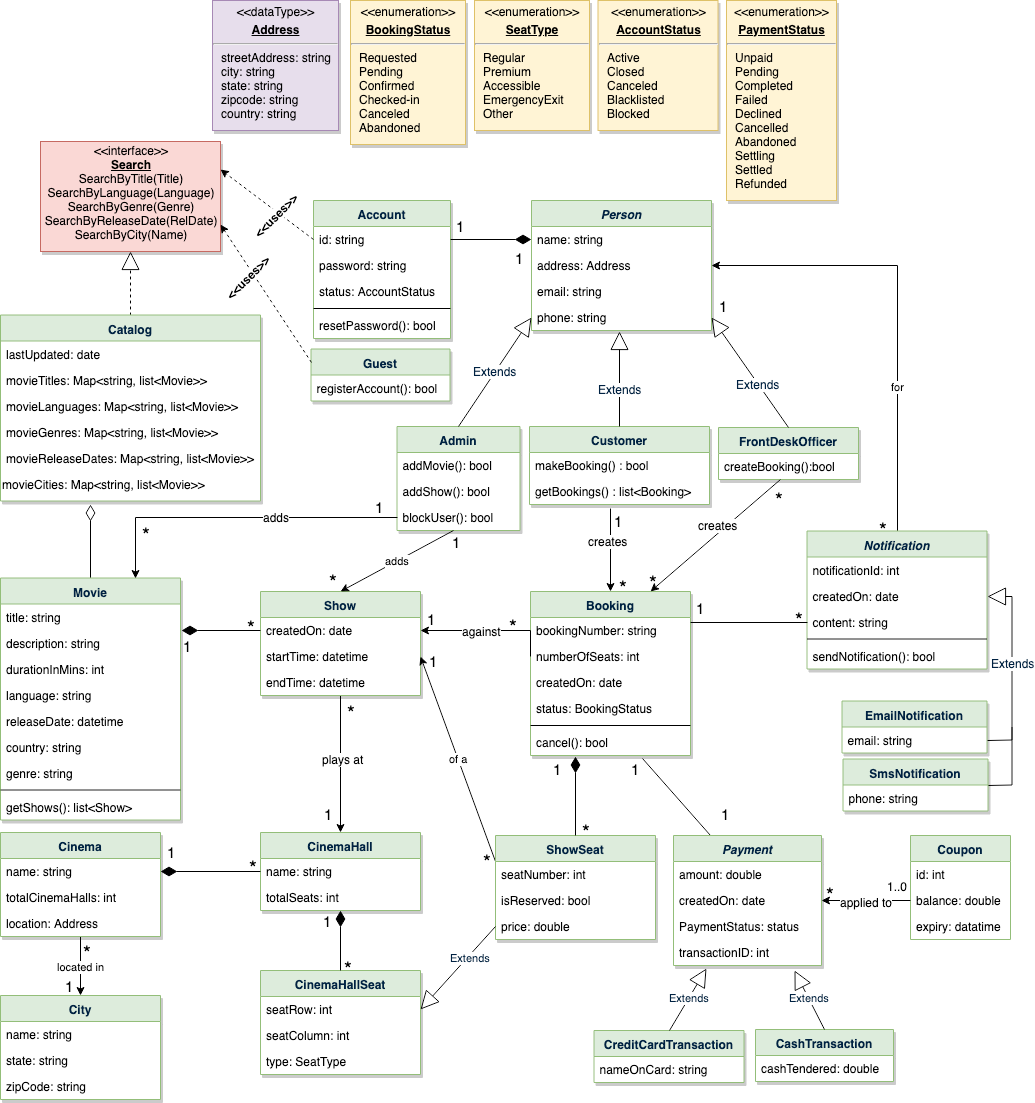 <<dataType>>
Address
streetAddress: string
city: string
state: string
zipcode: string
country: string
<<enumeration>>
BookingStatus
Requested
Pending
Confirmed
Checked-in
Canceled
Abandoned
<<enumeration>>
SeatType
Regular
Premium
Accessible
EmergencyExit
Other
<<enumeration>>
AccountStatus
Active
Closed
Canceled
Blacklisted
Blocked
<<enumeration>>
PaymentStatus
Unpaid
Pending
Completed
Failed
Declined
Cancelled
Abandoned
Settling
Settled
Refunded
<<interface>>
Search
SearchByTitle(Title)
SearchByLanguage(Language)
SearchByGenre(Genre)
SearchByReleaseDate(RelDate)
SearchByCity(Name)
<<uses>>
<<uses>>
Account
id: string
password: string
status: AccountStatus
resetPassword(): bool
1
1
Person
name: string
address: Address
email: string
phone: string
1
Guest
registerAccount(): bool
Catalog
lastUpdated: date
movieTitles: Map<string, list<Movie>>
movieLanguages: Map<string, list<Movie>>
movieGenres: Map<string, list<Movie>>
movieReleaseDates: Map<string, list<Movie>>
movieCities: Map<string, list<Movie>>
Extends
Extends
Extends
for
Admin
addMovie(): bool
addShow(): bool
blockUser(): bool
Customer
makeBooking() : bool
getBookings() : list<Booking>
FrontDeskOfficer
createBooking():bool
1
adds
*
1
adds
*
1
creates
*
*
creates
*
*
Notification
notificationId: int
createdOn: date
content: string
sendNotification(): bool
Extends
EmailNotification
email: string
SmsNotification
phone: string
Movie
title: string
description: string
durationInMins: int
language: string
releaseDate: datetime
country: string
genre: string
getShows(): list<Show>
1
*
Show
createdOn: date
startTime: datetime
endTime: datetime
1
against
*
1
Booking
bookingNumber: string
numberOfSeats: int
createdOn: date
status: BookingStatus
cancel(): bool
1
*
*
plays at
1
of a
*
1
*
1
1
Cinema
name: string
totalCinemaHalls: int
location: Address
1
*
CinemaHall
name: string
totalSeats: int
ShowSeat
seatNumber: int
isReserved: bool
price: double
Payment
amount: double
createdOn: date
PaymentStatus: status
transactionID: int
*
applied to
1..0
Coupon
id: int
balance: double
expiry: datatime
*
located in
1
1
*
Extends
City
name: string
state: string
zipCode: string
CinemaHallSeat
seatRow: int
seatColumn: int
type: SeatType
Extends
Extends
CreditCardTransaction
nameOnCard: string
CashTransaction
cashTendered: double